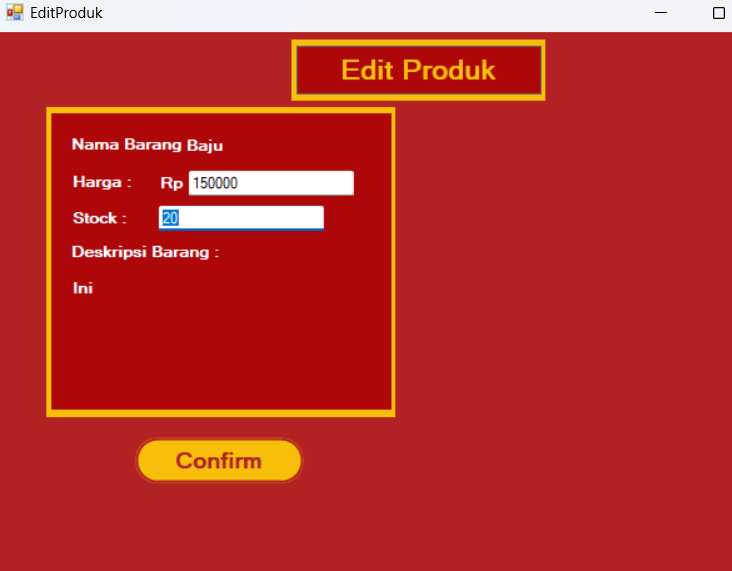 EditProduk
Edit Produk
Nama Barang Baju
Harga : Rp 150000
Stock : 20
Deskripsi Barang :
Ini
Confirm